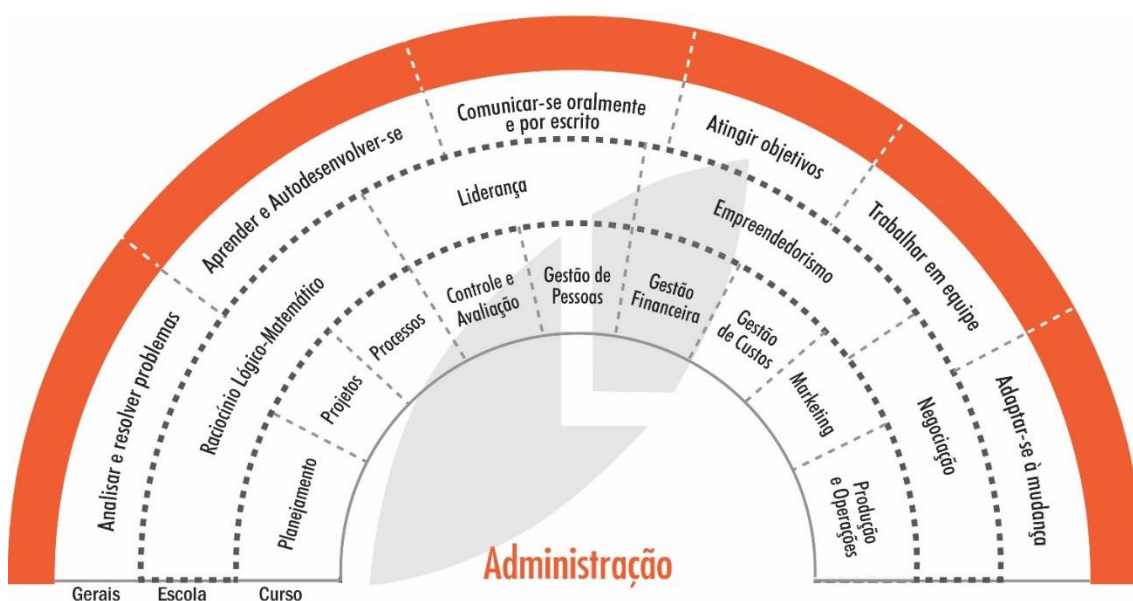 Analisar e resolver problemas
Aprender e Autodesenvolver-se
Comunicar-se oralmente
e por escrito
Atingir objetivos
Trabalhar em equipe
Adaptar-se à mudança
Raciocínio Lógico-Matemático
Liderança
Empreendedorismo
Negociação
Planejamento
Projetos
Processos
Controle e
Avaliação
Gestão de
Pessoas
Gestão
Financeira
Gestão
de Custos
Marketing
Produção
e Operações
Administração
Gerais
Escola
Curso